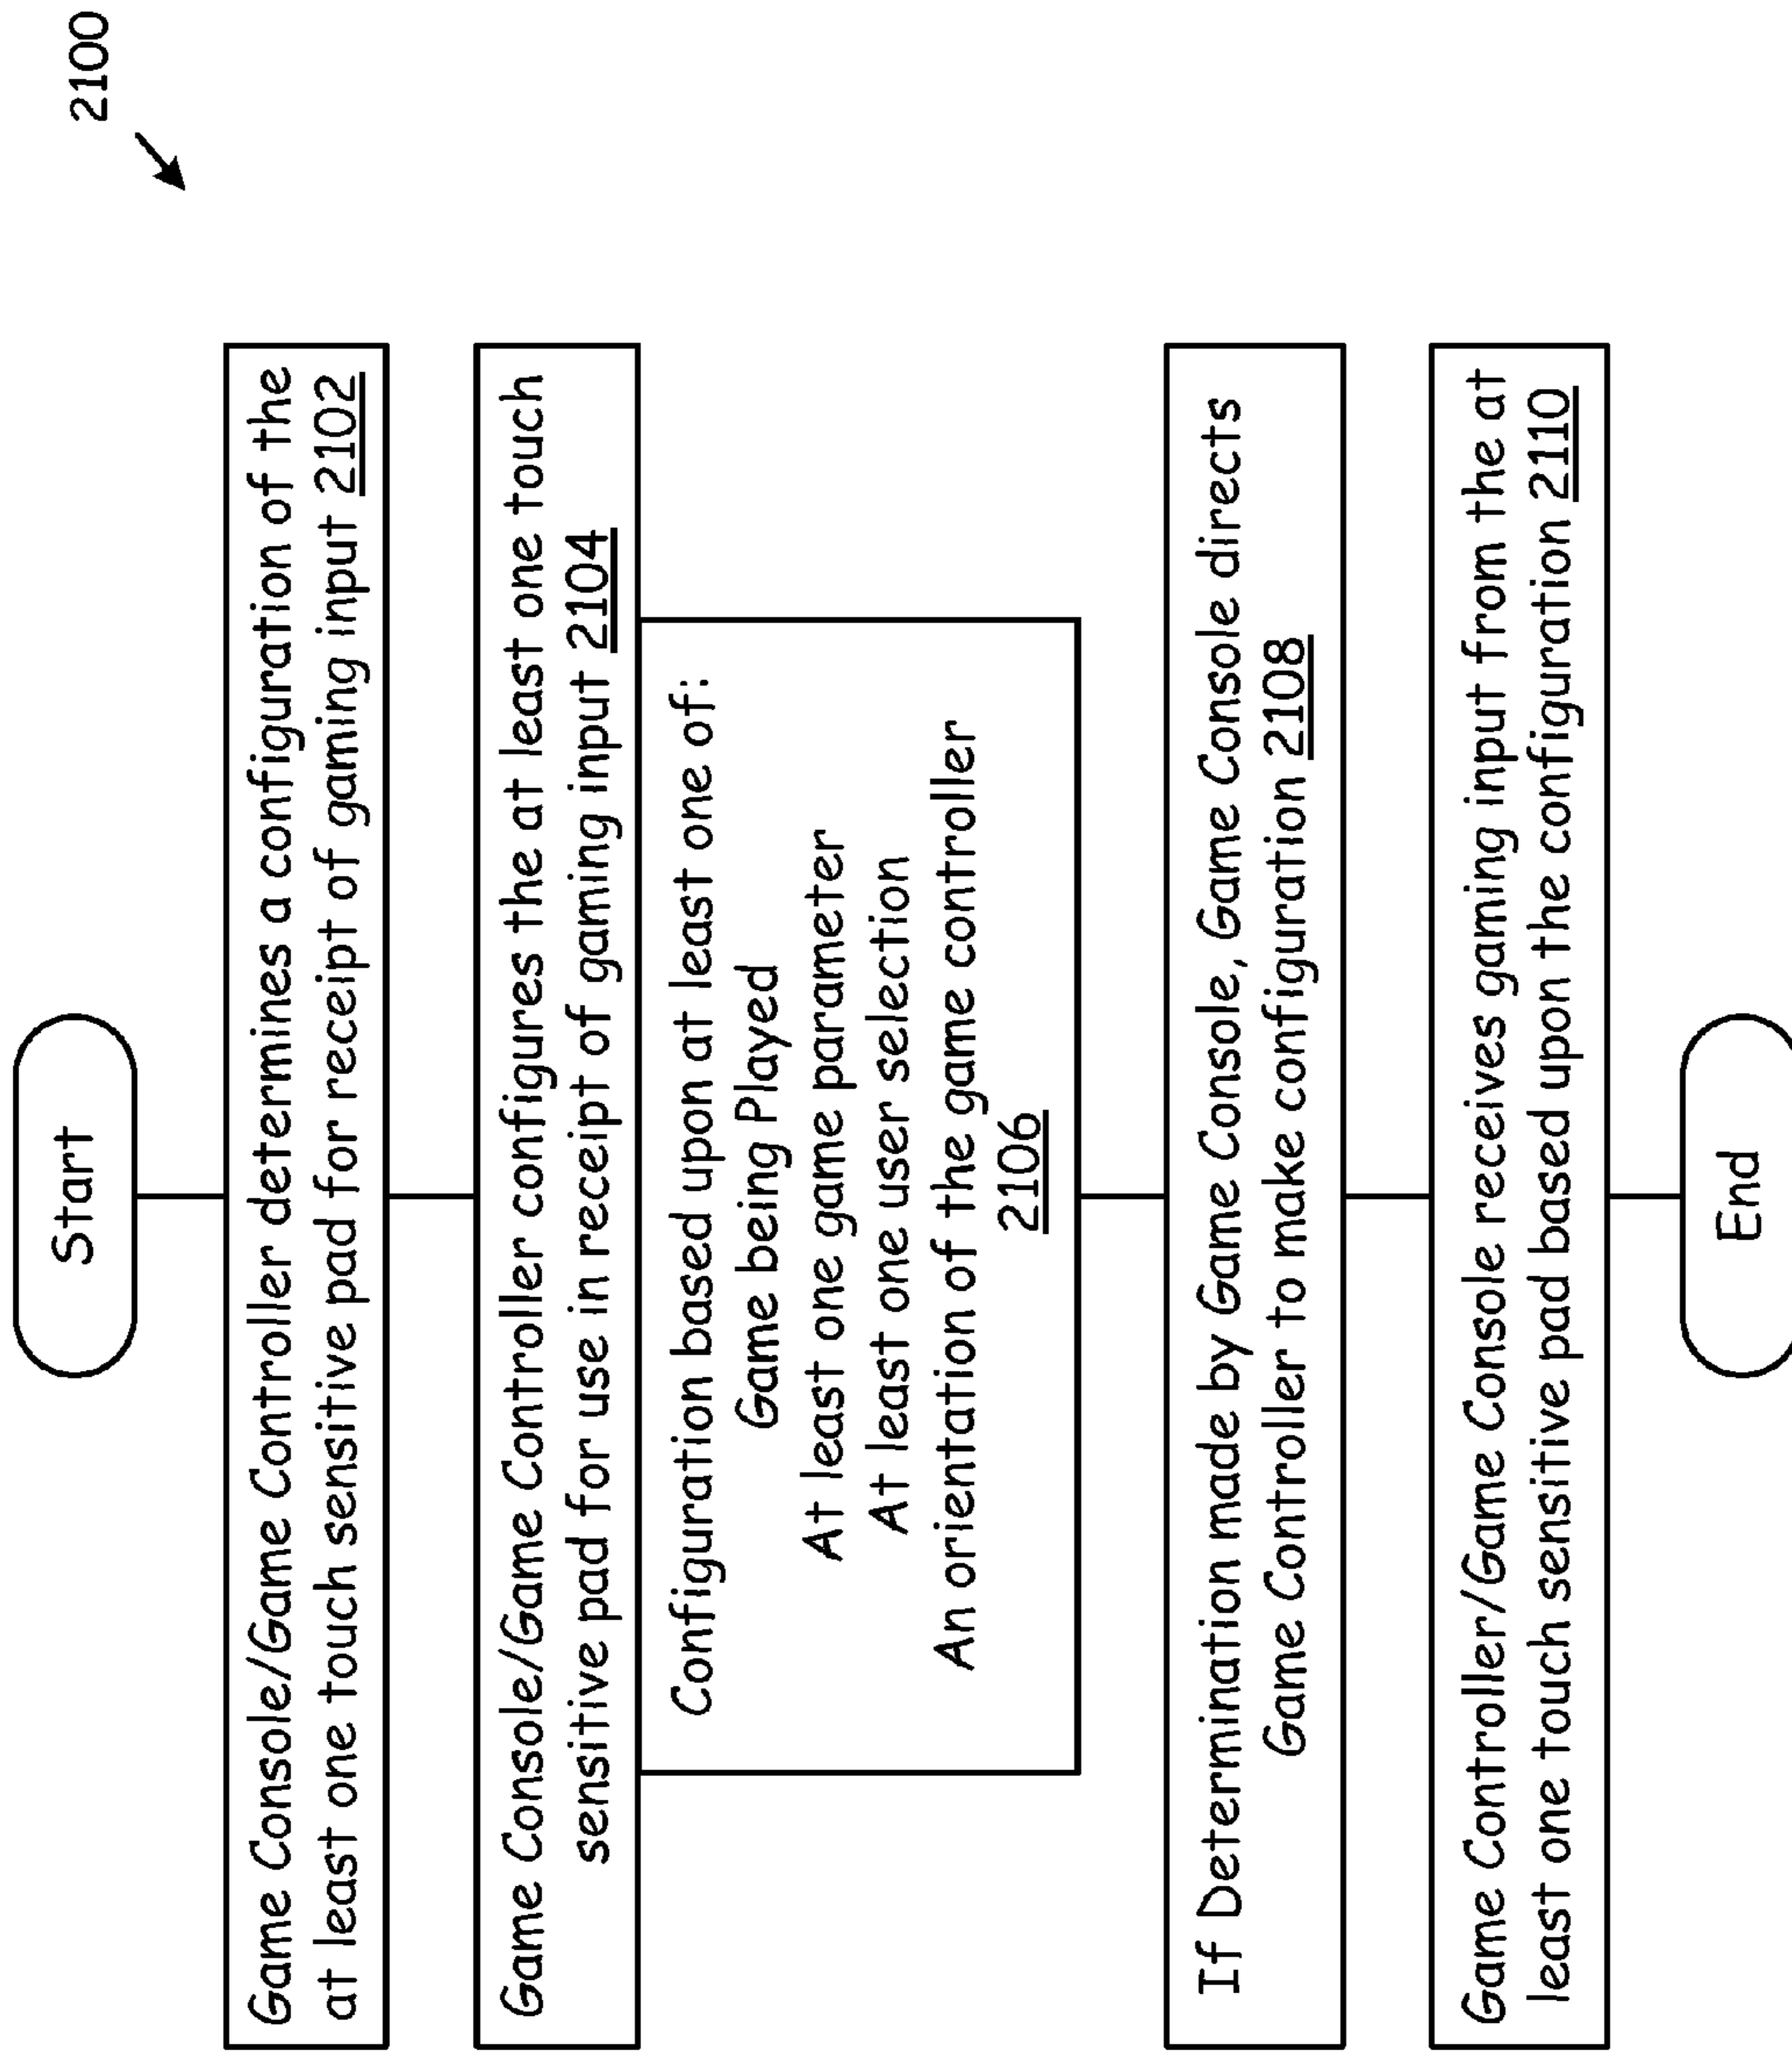 2100
Start
Game Console/Game Controller determines a configuration of the
at least one touch sensitive pad for receipt of gaming input 2102
Game Console/Game Controller configures the at least one touch
sensitive pad for use in receipt of gaming input 2104
Configuration based upon at least one of:
Game being Played
At least one game parameter
At least one user selection
An orientation of the game controller
2106
If Determination made by Game Console, Game Console directs
Game Controller to make configuration 2108
Game Controller/Game Console receives gaming input from the at
least one touch sensitive pad based upon the configuration 2110
End